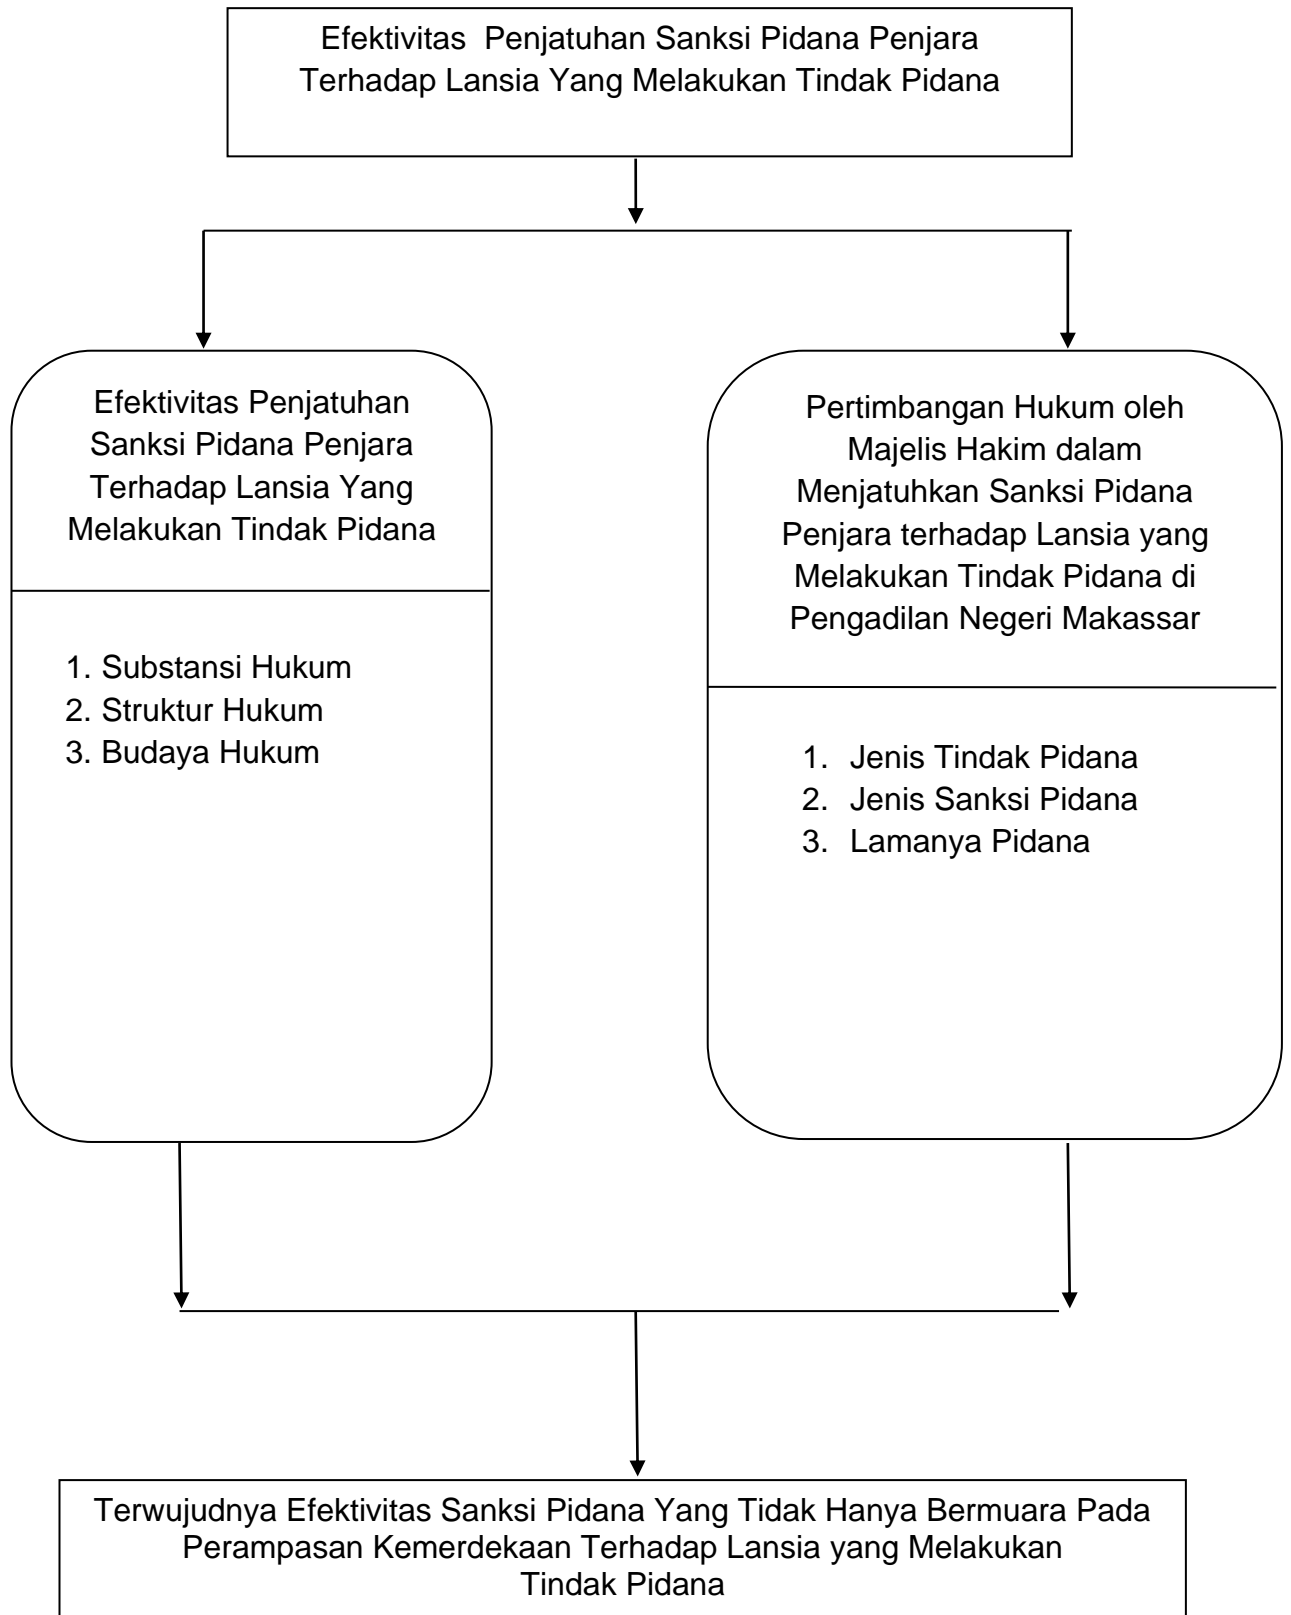 Efektivitas Penjatuhan Sanksi Pidana Penjara
Terhadap Lansia Yang Melakukan Tindak Pidana
Efektivitas Penjatuhan
Sanksi Pidana Penjara
Terhadap Lansia Yang
Melakukan Tindak Pidana
1. Substansi Hukum
2. Struktur Hukum
3. Budaya Hukum
Pertimbangan Hukum oleh
Majelis Hakim dalam
Menjatuhkan Sanksi Pidana
Penjara terhadap Lansia yang
Melakukan Tindak Pidana di
Pengadilan Negeri Makassar
1. Jenis Tindak Pidana
2. Jenis Sanksi Pidana
3. Lamanya Pidana
Terwujudnya Efektivitas Sanksi Pidana Yang Tidak Hanya Bermuara Pada
Perampasan Kemerdekaan Terhadap Lansia yang Melakukan
Tindak Pidana